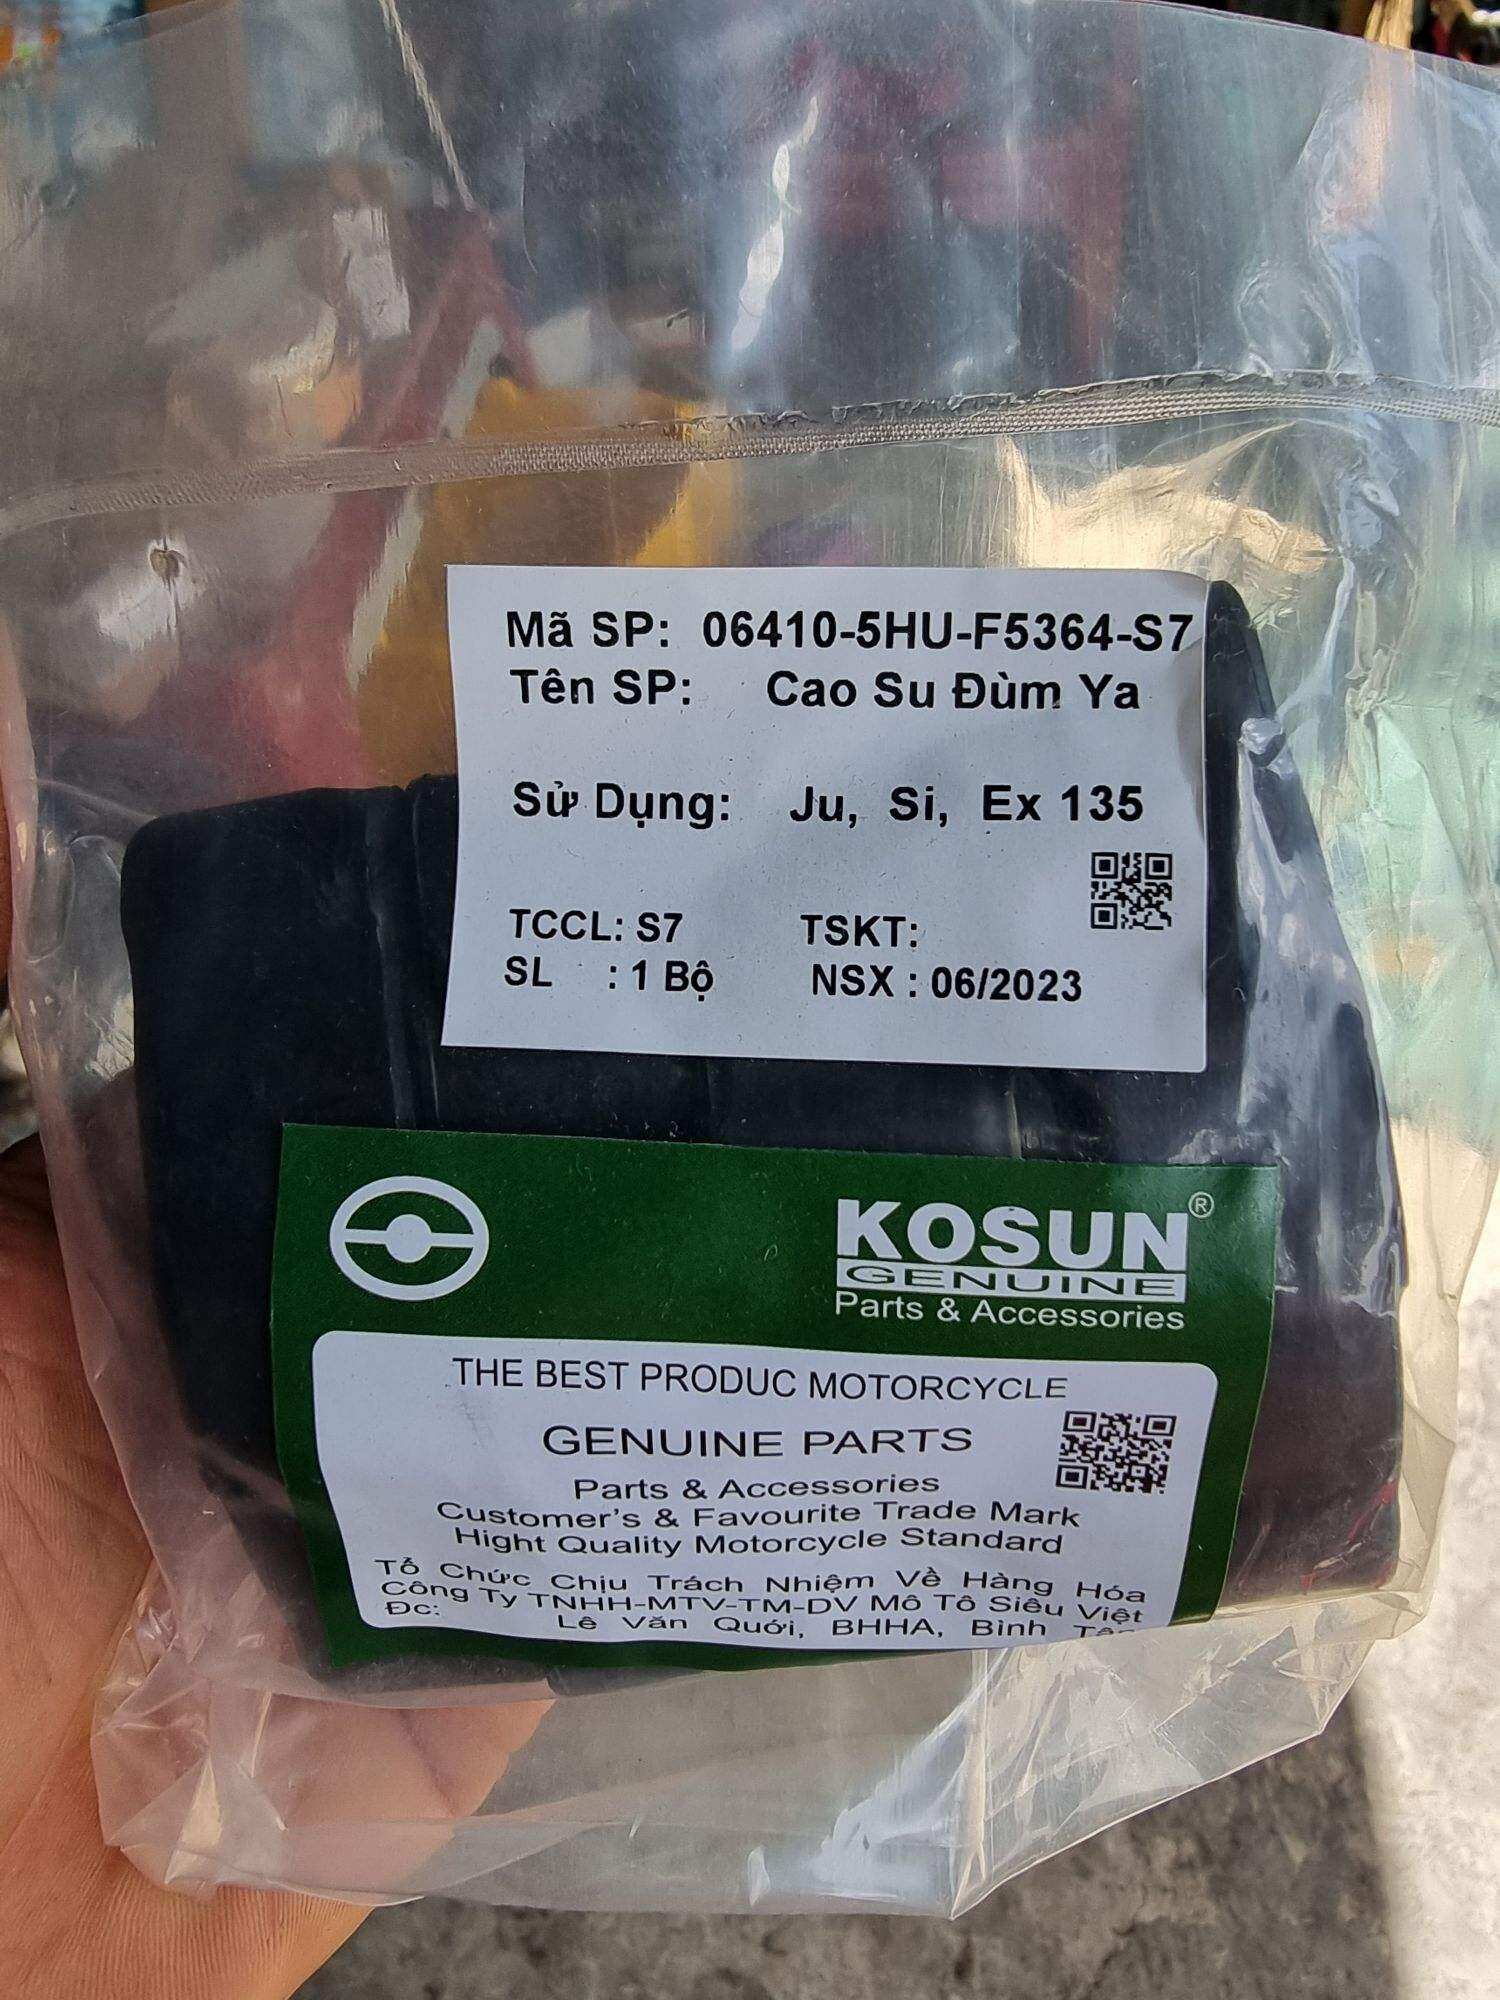 Mã SP: 06410-5HU-F5364-S7
Tên SP: Cao Su Đùm Ya
Sử Dụng: Ju, Si, Ex 135
TCCL: S7 TSKT:
SL : 1 Bộ NSX : 06/2023
KOSUN®
GENUINE
Parts & Accessories
THE BEST PRODUC MOTORCYCLE
GENUINE PARTS
Parts & Accessories
Customer's & Favourite Trade Mark
Hight Quality Motorcycle Standard
Tổ Chức Chịu Trách Nhiệm Về Hàng Hóa
Công Ty TNHH-MTV-TM-DV Mô Tô Siêu Việt
Đc: Lê Văn Quới, BHHA, Bình